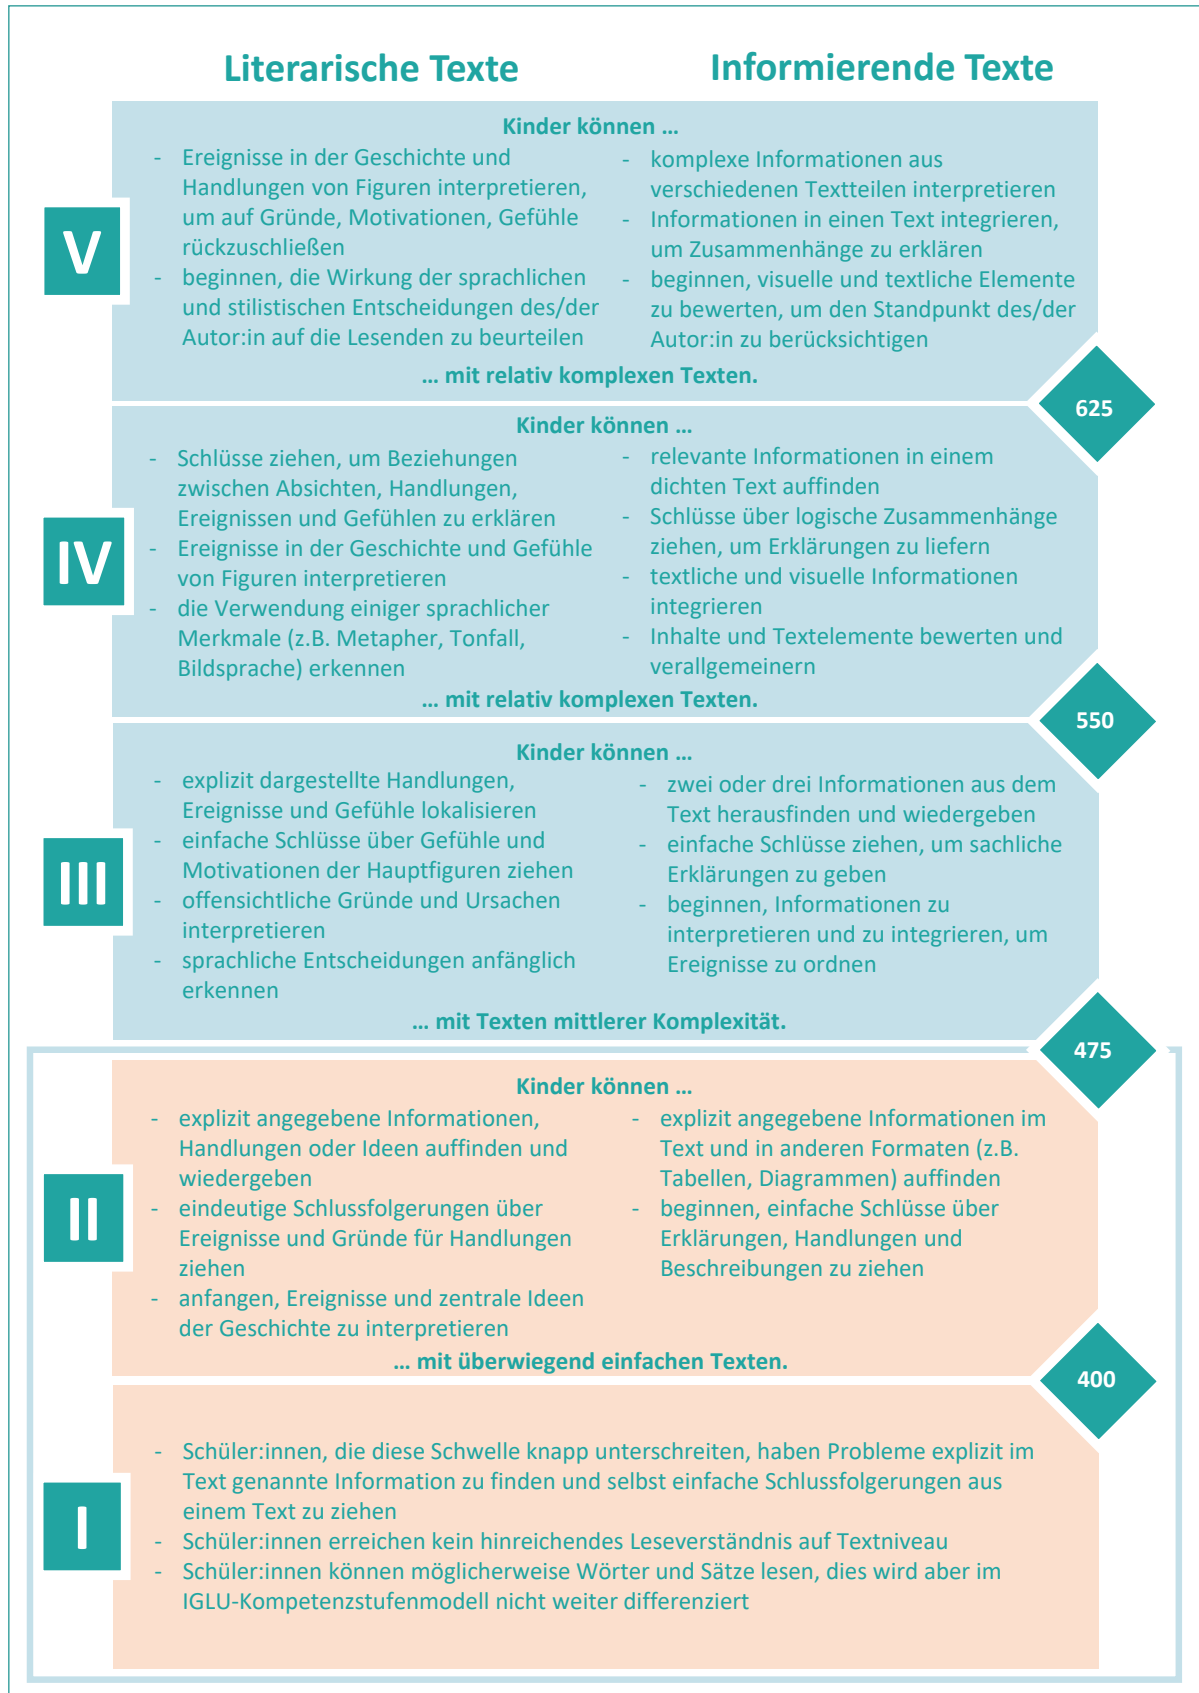 Literarische Texte
Informierende Texte
Kinder können ...
- Ereignisse in der Geschichte und
Handlungen von Figuren interpretieren,
um auf Gründe, Motivationen, Gefühle
rückzuschließen
- beginnen, die Wirkung der sprachlichen
und stilistischen Entscheidungen des/der
Autor:in auf die Lesenden zu beurteilen
- komplexe Informationen aus
verschiedenen Textteilen interpretieren
- Informationen in einen Text integrieren,
um Zusammenhänge zu erklären
- beginnen, visuelle und textliche Elemente
zu bewerten, um den Standpunkt des/der
Autor:in zu berücksichtigen
V
... mit relativ komplexen Texten.
625
Kinder können ...
- Schlüsse ziehen, um Beziehungen
zwischen Absichten, Handlungen,
Ereignissen und Gefühlen zu erklären
- Ereignisse in der Geschichte und Gefühle
von Figuren interpretieren
- die Verwendung einiger sprachlicher
Merkmale (z.B. Metapher, Tonfall,
Bildsprache) erkennen
- relevante Informationen in einem
dichten Text auffinden
- Schlüsse über logische Zusammenhänge
ziehen, um Erklärungen zu liefern
- textliche und visuelle Informationen
integrieren
- Inhalte und Textelemente bewerten und
verallgemeinern
IV
... mit relativ komplexen Texten.
550
Kinder können ...
- explizit dargestellte Handlungen,
Ereignisse und Gefühle lokalisieren
- einfache Schlüsse über Gefühle und
Motivationen der Hauptfiguren ziehen
- offensichtliche Gründe und Ursachen
interpretieren
- sprachliche Entscheidungen anfänglich
erkennen
- zwei oder drei Informationen aus dem
Text herausfinden und wiedergeben
- einfache Schlüsse ziehen, um sachliche
Erklärungen zu geben
- beginnen, Informationen zu
interpretieren und zu integrieren, um
Ereignisse zu ordnen
III
... mit Texten mittlerer Komplexität.
475
Kinder können ...
- explizit angegebene Informationen,
Handlungen oder Ideen auffinden und
wiedergeben
- eindeutige Schlussfolgerungen über
Ereignisse und Gründe für Handlungen
ziehen
- anfangen, Ereignisse und zentrale Ideen
der Geschichte zu interpretieren
- explizit angegebene Informationen im
Text und in anderen Formaten (z.B.
Tabellen, Diagrammen) auffinden
- beginnen, einfache Schlüsse über
Erklärungen, Handlungen und
Beschreibungen zu ziehen
II
... mit überwiegend einfachen Texten.
400
- Schüler:innen, die diese Schwelle knapp unterschreiten, haben Probleme explizit im
Text genannte Information zu finden und selbst einfache Schlussfolgerungen aus
einem Text zu ziehen
- Schüler:innen erreichen kein hinreichendes Leseverständnis auf Textniveau
- Schüler:innen können möglicherweise Wörter und Sätze lesen, dies wird aber im
IGLU-Kompetenzstufenmodell nicht weiter differenziert
I